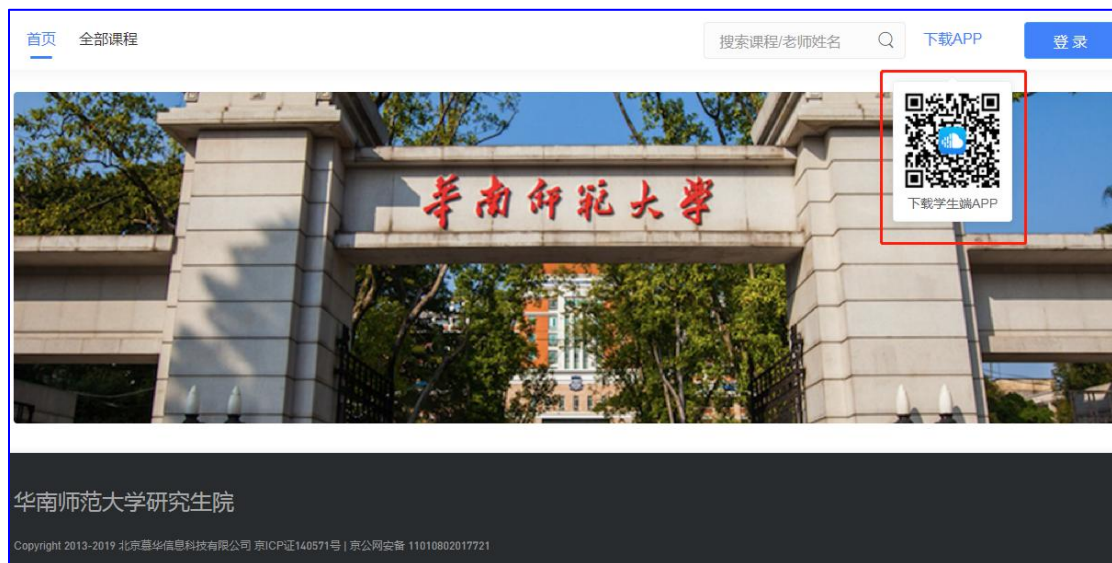 首页 全部课程 搜索课程/老师姓名 下载APP 登录
华南师范大学
下载学生端APP
华南师范大学研究生院
Copyright 2013-2019 北京慕华信息科技有限公司 京ICP证140571号 | 京公网安备 11010802017721